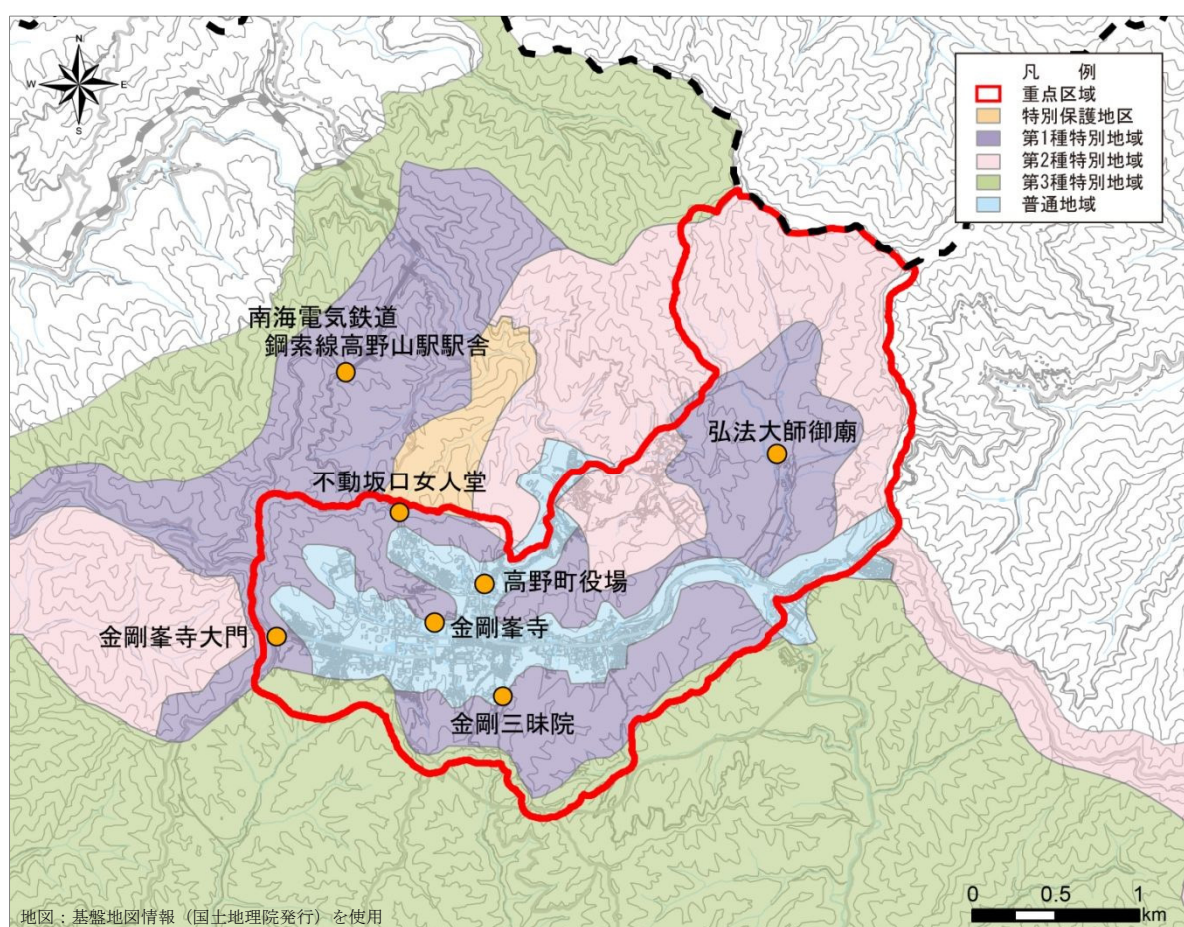 N
W
E
S
凡 例
重点区域
特別保護地区
第1種特別地域
第2種特別地域
第3種特別地域
普通地域
南海電気鉄道
鋼索線高野山駅駅舎
弘法大師御廟
不動坂口女人堂
高野町役場
金剛峯寺
金剛峯寺大門
金剛三昧院
0 0.5 1
km
地図：基盤地図情報（国土地理院発行）を使用